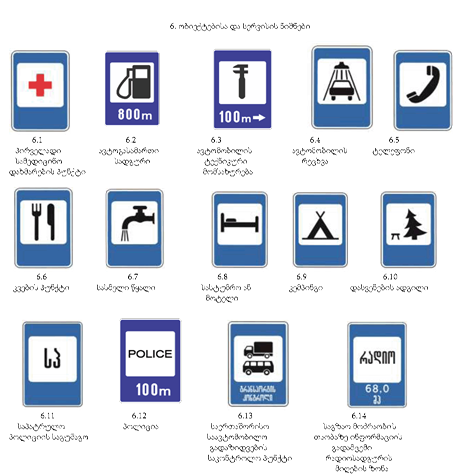 6. ობიექტებისა და სერვისის ნიშნები
800m
100m
6.1
პირველადი
სამედიცინო
დახმარების პუნქტი
6.2
ავტოგასამართი
სადგური
6.3
ავტომობილის
ტექნიკური
მომსახურება
6.4
ავტომობილის
რეცხვა
6.5
ტელეფონი
6.6
კვების პუნქტი
6.7
სასმელი წყალი
6.8
სასტუმრო ან
მოტელი
6.9
კემპინგი
6.10
დასვენების ადგილი
სპ
POLICE
100m
ტრანსპორტის
კონტროლი
რადიო
68.0
6.11
საპატრულო
პოლიციის საგუშაგო
6.12
პოლიცია
6.13
საერთაშორისო
საავტომობილო
გადაზიდვების
საკონტროლო პუნქტი
6.14
საგზაო მოძრაობის
თაობაზე ინფორმაციის
გადამცემი
რადიოსადგურის
მიღების ზონა